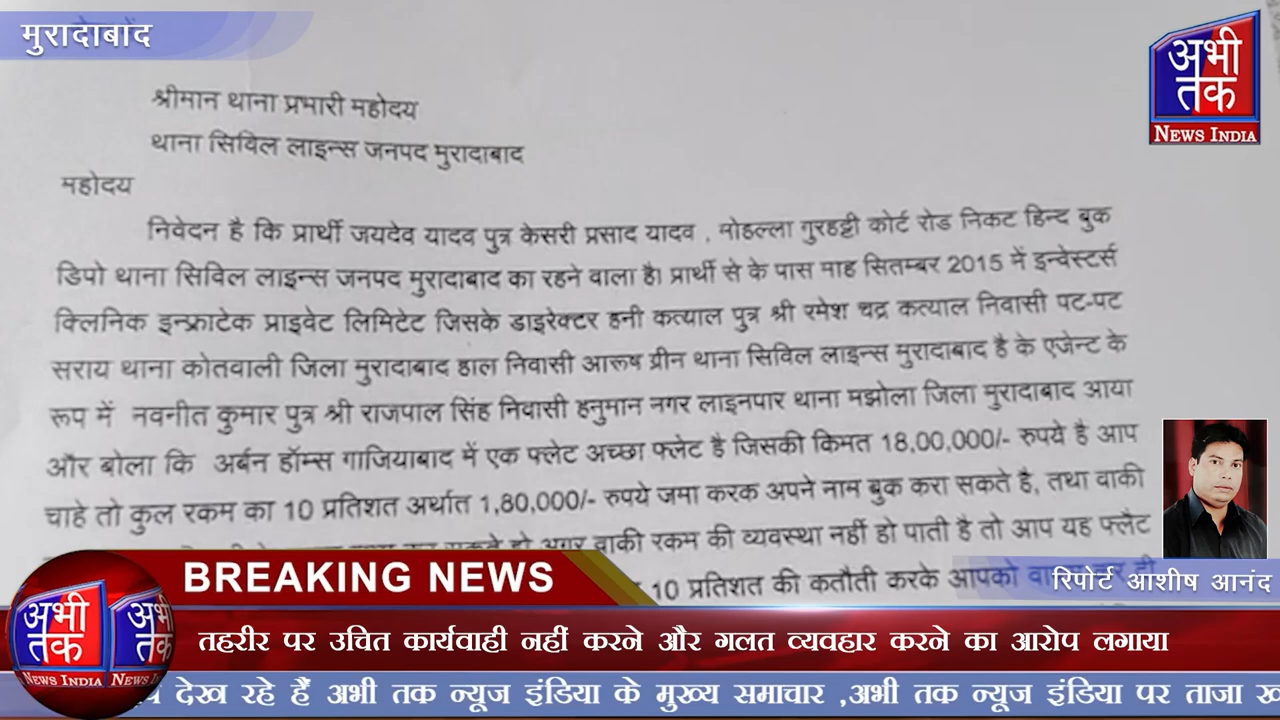 मुरादाबाद
अभी
तक
NEWS INDIA
श्रीमान थाना प्रभारी महोदय
थाना सिविल लाइन्स जनपद मुरादाबाद
महोदय
निवेदन है कि प्रार्थी जयदेव यादव पुत्र केसरी प्रसाद यादव , मोहल्ला गुरहट्टी कोर्ट रोड निकट हिन्द बुक
डिपो थाना सिविल लाइन्स जनपद मुरादाबाद का रहने वाला है। प्रार्थी से के पास माह सितम्बर 2015 में इन्वेस्टर्स
क्लिनिक इन्फ्राटेक प्राइवेट लिमिटेट जिसके डाइरेक्टर हनी कत्याल पुत्र श्री रमेश चद्र कत्याल निवासी पट-पट
सराय थाना कोतवाली जिला मुरादाबाद हाल निवासी आरूष ग्रीन थाना सिविल लाइन्स मुरादाबाद है के एजेन्ट के
रूप में नवनीत कुमार पुत्र श्री राजपाल सिंह निवासी हनुमान नगर लाइनपार थाना मझोला जिला मुरादाबाद आया
और बोला कि अर्बन डॉम्स गाजियाबाद में एक फ्लेट अच्छा फ्लेट है जिसकी किमत 18,00,000/- रुपये है आप
चाहे तो कुल रकम का 10 प्रतिशत अर्थात 1,80,000/- रुपये जमा करक अपने नाम बुक करा सकते है, तथा वाकी
अगर वाकी रकम की व्यवस्था नहीं हो पाती है तो आप यह फ्लैट
10 प्रतिशत की कतौती करके आपको
रिपोर्ट आशीष आनंद
BREAKING NEWS
अभी
तक
NEWS INDIA
अभी
तक
NEWS
तहरीर पर उचित कार्यवाही नहीं करने और गलत व्यवहार करने का आरोप लगाया
देख रहे हैं अभी तक न्यूज इंडिया के मुख्य समाचार ,अभी तक न्यूज इंडिया पर ताजा